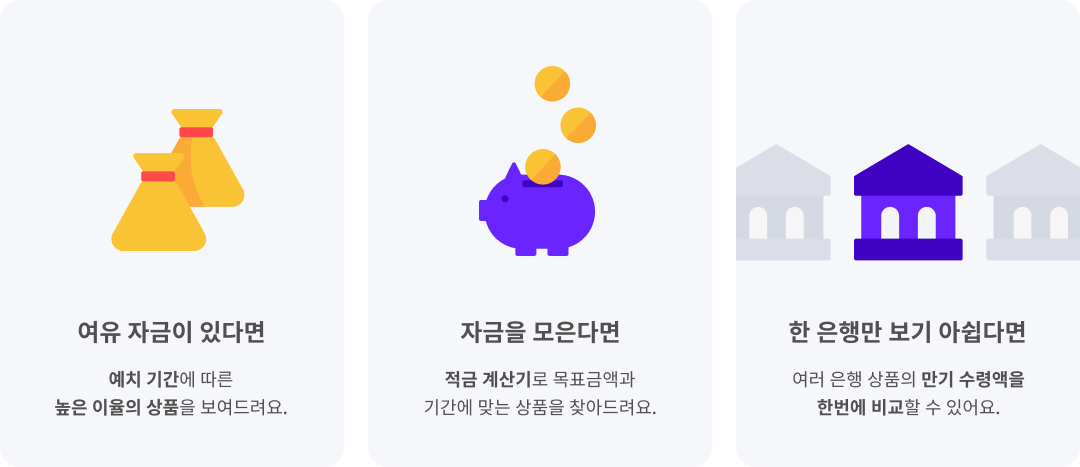 여유 자금이 있다면
예치 기간에 따른
높은 이율의 상품을 보여드려요.
자금을 모은다면
적금 계산기로 목표금액과
기간에 맞는 상품을 찾아드려요.
한 은행만 보기 아쉽다면
여러 은행 상품의 만기 수령액을
한번에 비교할 수 있어요.